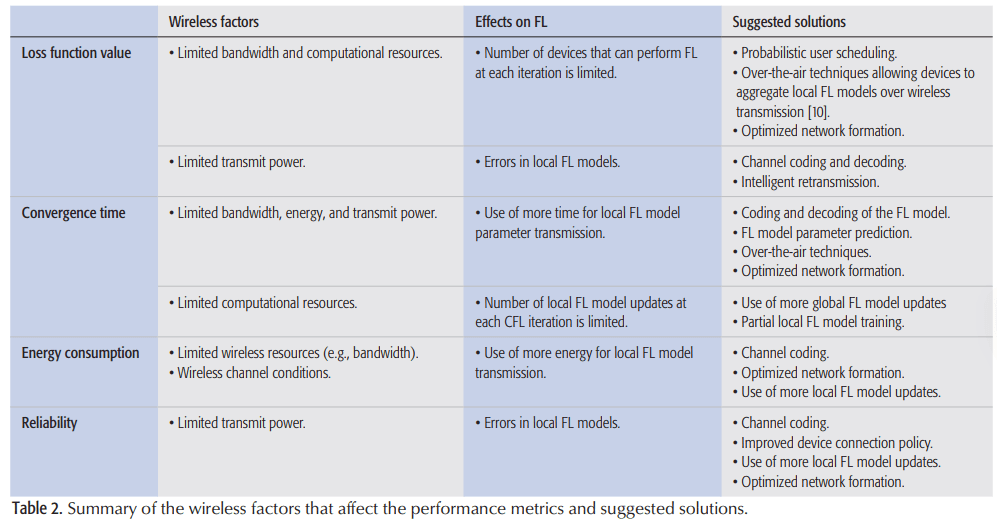 Wireless factors Effects on FL Suggested solutions
Loss function value
• Limited bandwidth and computational resources.
• Number of devices that can perform FL
at each iteration is limited.
• Probabilistic user scheduling.
• Over-the-air techniques allowing devices to
aggregate local FL models over wireless
transmission [10].
• Optimized network formation.
• Limited transmit power.
• Errors in local FL models.
• Channel coding and decoding.
• Intelligent retransmission.
Convergence time
• Limited bandwidth, energy, and transmit power.
• Use of more time for local FL model
parameter transmission.
• Coding and decoding of the FL model.
• FL model parameter prediction.
• Over-the-air techniques.
• Optimized network formation.
• Limited computational resources.
• Number of local FL model updates at
each CFL iteration is limited.
• Use of more global FL model updates
• Partial local FL model training.
Energy consumption
• Limited wireless resources (e.g., bandwidth).
• Wireless channel conditions.
• Use of more energy for local FL model
transmission.
• Channel coding.
• Optimized network formation.
• Use of more local FL model updates.
Reliability
• Limited transmit power.
• Errors in local FL models.
• Channel coding.
• Improved device connection policy.
• Use of more local FL model updates.
• Optimized network formation.
Table 2. Summary of the wireless factors that affect the performance metrics and suggested solutions.